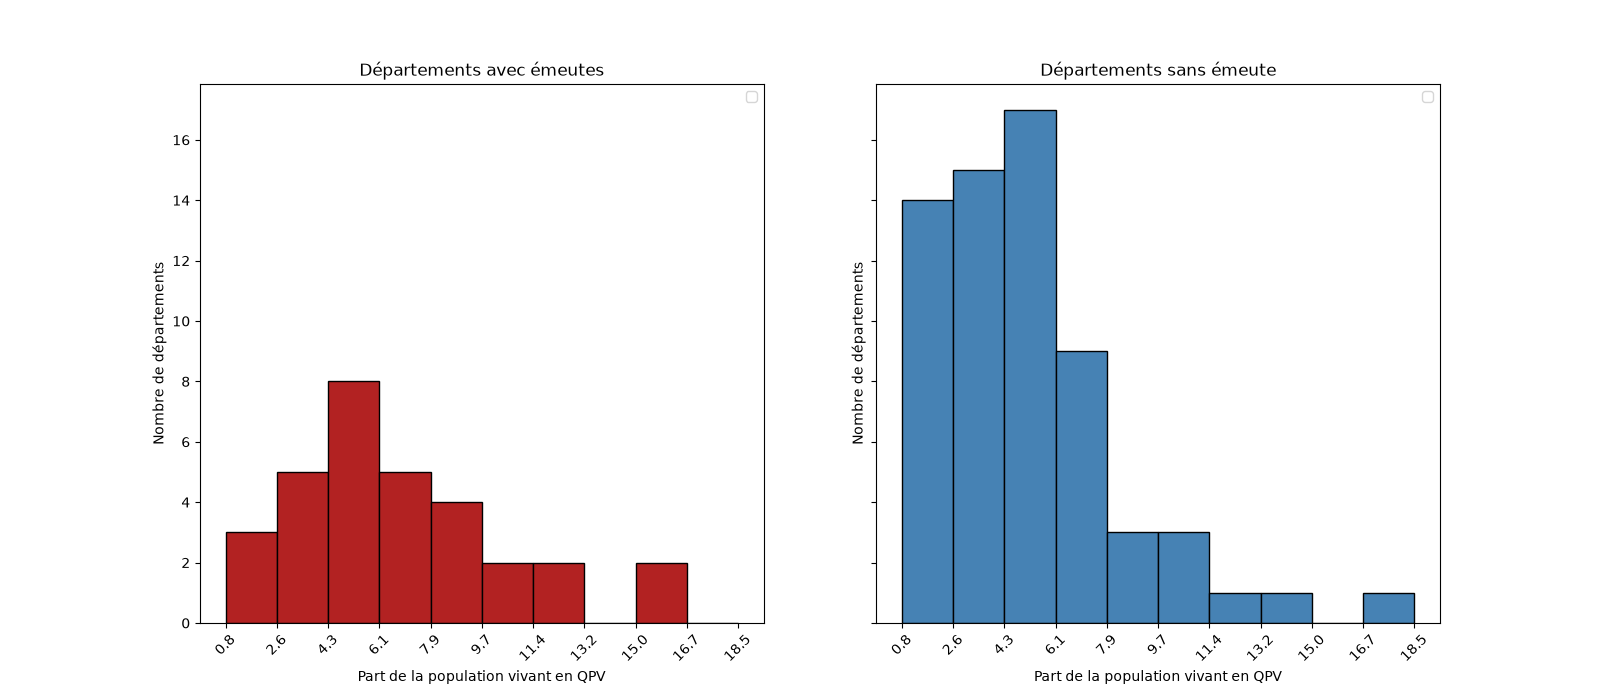 Départements avec émeutes
Nombre de départements
16
14
12
10
8
6
4
2
0
0.8 2.6 4.3 6.1 7.9 9.7 11.4 13.2 15.0 16.7 18.5
Part de la population vivant en QPV
Départements sans émeute
Nombre de départements
0.8 2.6 4.3 6.1 7.9 9.7 11.4 13.2 15.0 16.7 18.5
Part de la population vivant en QPV